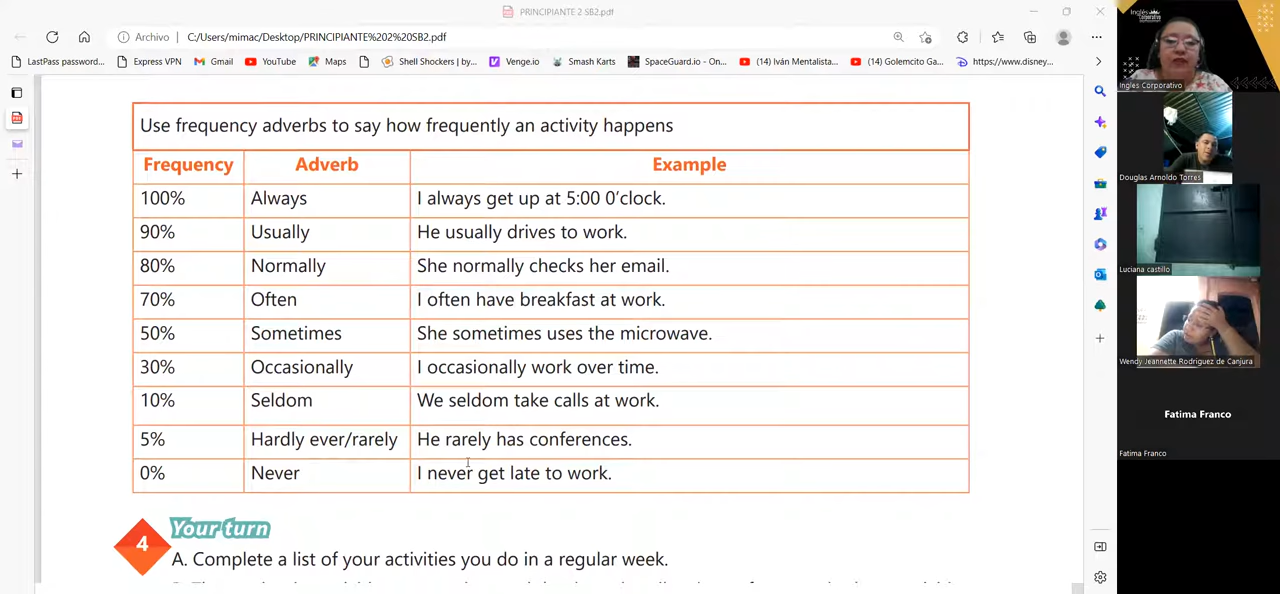 PRINCIPIANTE 2 SB2.pdf
Archivo C:/Users/mimac/Desktop/PRINCIPIANTE%202%20SB2.pdf
LastPass password... Express VPN Gmail YouTube Maps Shell Shockers | by... Venge.io Smash Karts SpaceGuard.io - On... (14) Iván Mentalista... (14) Golemcito Ga... https://www.disney...
Use frequency adverbs to say how frequently an activity happens
Frequency Adverb Example
100% Always I always get up at 5:00 0'clock.
90% Usually He usually drives to work.
80% Normally She normally checks her email.
70% Often I often have breakfast at work.
50% Sometimes She sometimes uses the microwave.
30% Occasionally I occasionally work over time.
10% Seldom We seldom take calls at work.
5% Hardly ever/rarely He rarely has conferences.
0% Never I never get late to work.
4 Your turn
A. Complete a list of your activities you do in a regular week.
Inglés
Corporativo
Ingles Corporativo
Douglas Arnoldo Torres
Luciana castillo
Wendy Jeannette Rodriguez de Canjura
Fatima Franco
Fatima Franco